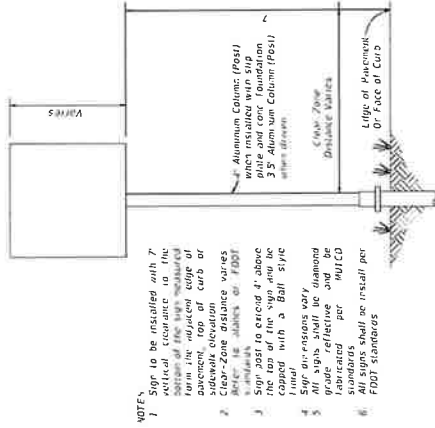 NOTES
1 Sign to be installed with 7'
vertical clearance to the
bottom of the sign measured
form the adjacent edge of
pavement, top of curb or
sidewalk elevation
2. Clear-Zone distance varies
Refer to or FDOT
standards
3 Sign post to extend 4" above
the top of the sign and be
capped with a Ball style
finial
4 Sign dimensions vary
5 All signs shall be diamond
grade reflective and be
fabricated per MUTCD
standards
6. All signs shall be install per
FDOT standards
Varies
7
4" Aluminum Column (Post)
when installed with slip
plate and conc foundation
3 5" Aluminum Column (Post)
when driven
Clear Zone
Distance Varies
Edge of Pavement
Or Face of Curb